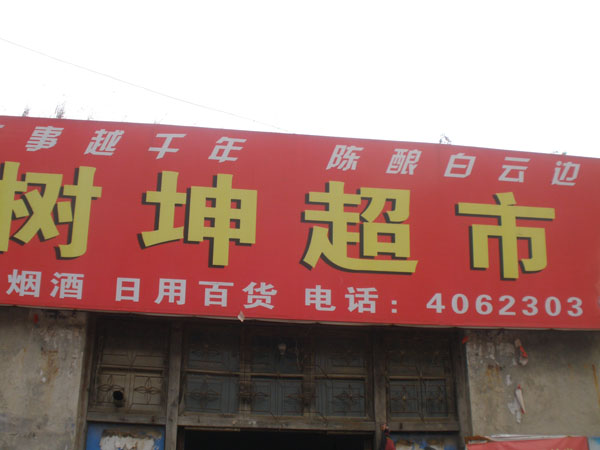 事越千年 陈酿白云边
树坤超市
烟酒 日用百货 电话：4062303